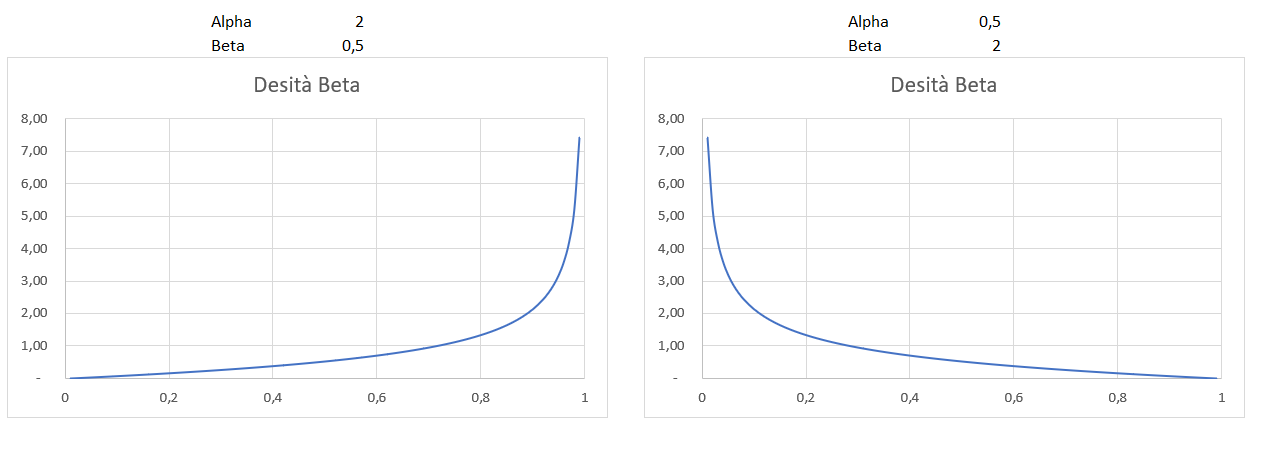 Alpha 2
Beta 0,5
Desità Beta
8,00
7,00
6,00
5,00
4,00
3,00
2,00
1,00
-
0 0,2 0,4 0,6 0,8 1
Alpha 0,5
Beta 2
Desità Beta
8,00
7,00
6,00
5,00
4,00
3,00
2,00
1,00
-
0 0,2 0,4 0,6 0,8 1